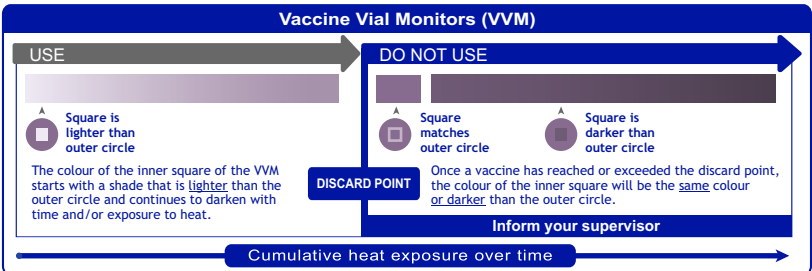 Vaccine Vial Monitors (VVM)
USE
Square is
lighter than
outer circle
The colour of the inner square of the VVM
starts with a shade that is lighter than the
outer circle and continues to darken with
time and/or exposure to heat.
DISCARD POINT
DO NOT USE
Square
matches
outer circle
Square is
darker than
outer circle
Once a vaccine has reached or exceeded the discard point,
the colour of the inner square will be the same colour
or darker than the outer circle.
Inform your supervisor
Cumulative heat exposure over time